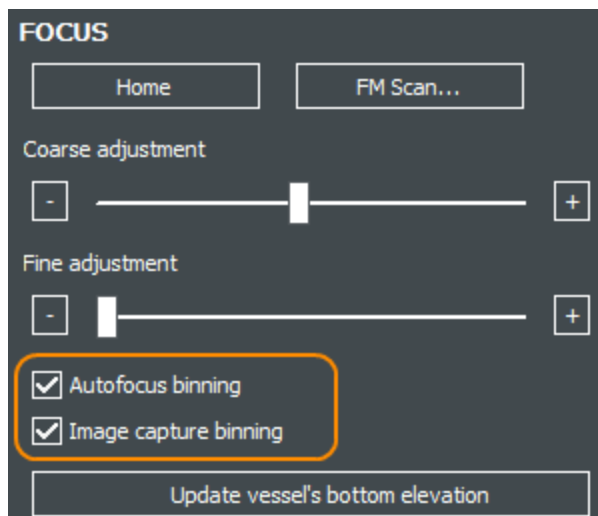 FOCUS
Home FM Scan...
Coarse adjustment
- +
Fine adjustment
- +
Autofocus binning
Image capture binning
Update vessel's bottom elevation